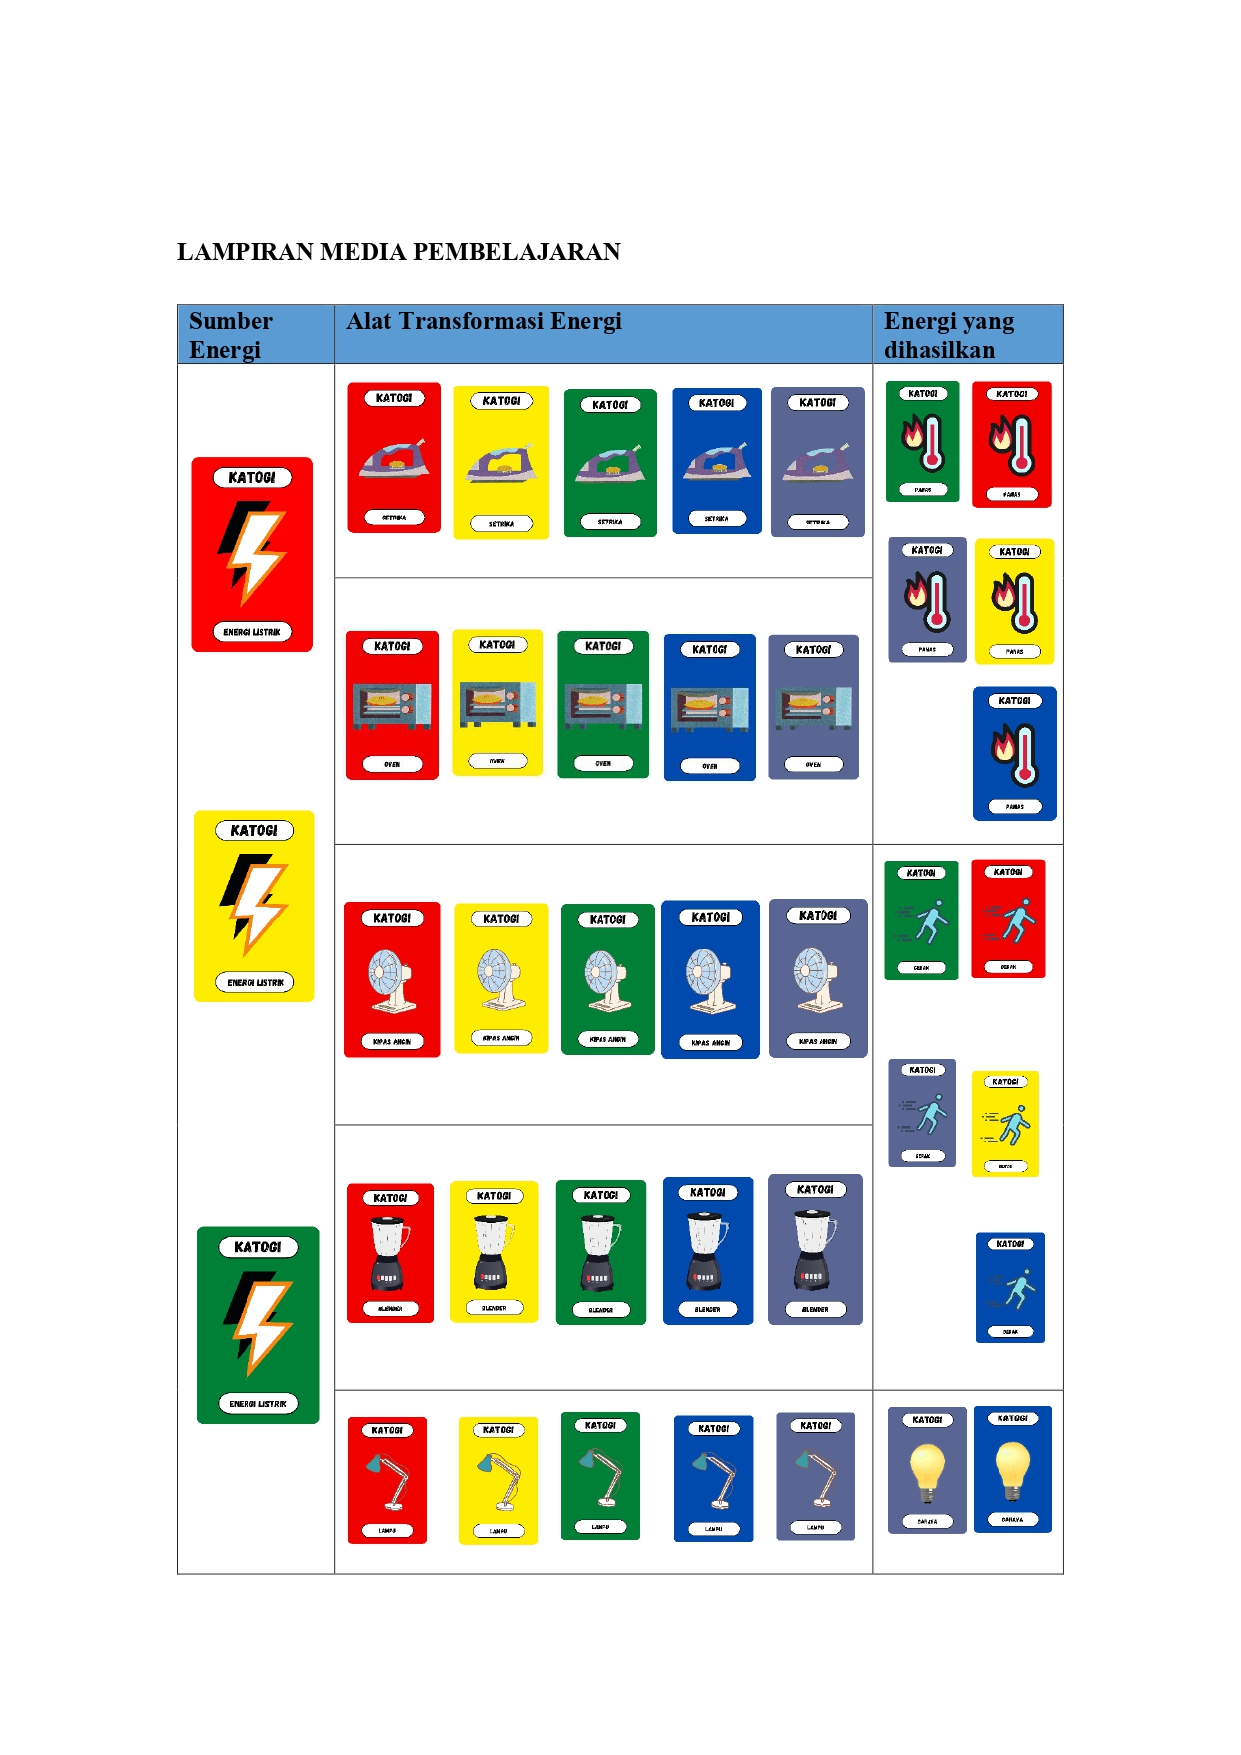 LAMPIRAN MEDIA PEMBELAJARAN
Sumber Energi
Alat Transformasi Energi
Energi yang dihasilkan
KATOGI
ENERGI LISTRIK
KATOGI
ENERGI LISTRIK
KATOGI
ENERGI LISTRIK
KATOGI KATOGI KATOGI KATOGI KATOGI
SETRIKA SETRIKA SETRIKA SETRIKA SETRIKA
KATOGI KATOGI KATOGI KATOGI KATOGI
OVEN OVEN OVEN OVEN OVEN
KATOGI KATOGI KATOGI KATOGI KATOGI
KIPAS ANGIN KIPAS ANGIN KIPAS ANGIN KIPAS ANGIN KIPAS ANGIN
KATOGI KATOGI KATOGI KATOGI KATOGI
BLENDER BLENDER BLENDER BLENDER BLENDER
KATOGI KATOGI KATOGI KATOGI KATOGI
LAMPU LAMPU LAMPU LAMPU LAMPU
KATOGI KATOGI
PANAS PANAS
KATOGI KATOGI
PANAS PANAS
KATOGI
PANAS
KATOGI KATOGI
GERAK GERAK
KATOGI KATOGI
GERAK GERAK
KATOGI
GERAK
KATOGI KATOGI
CAHAYA CAHAYA